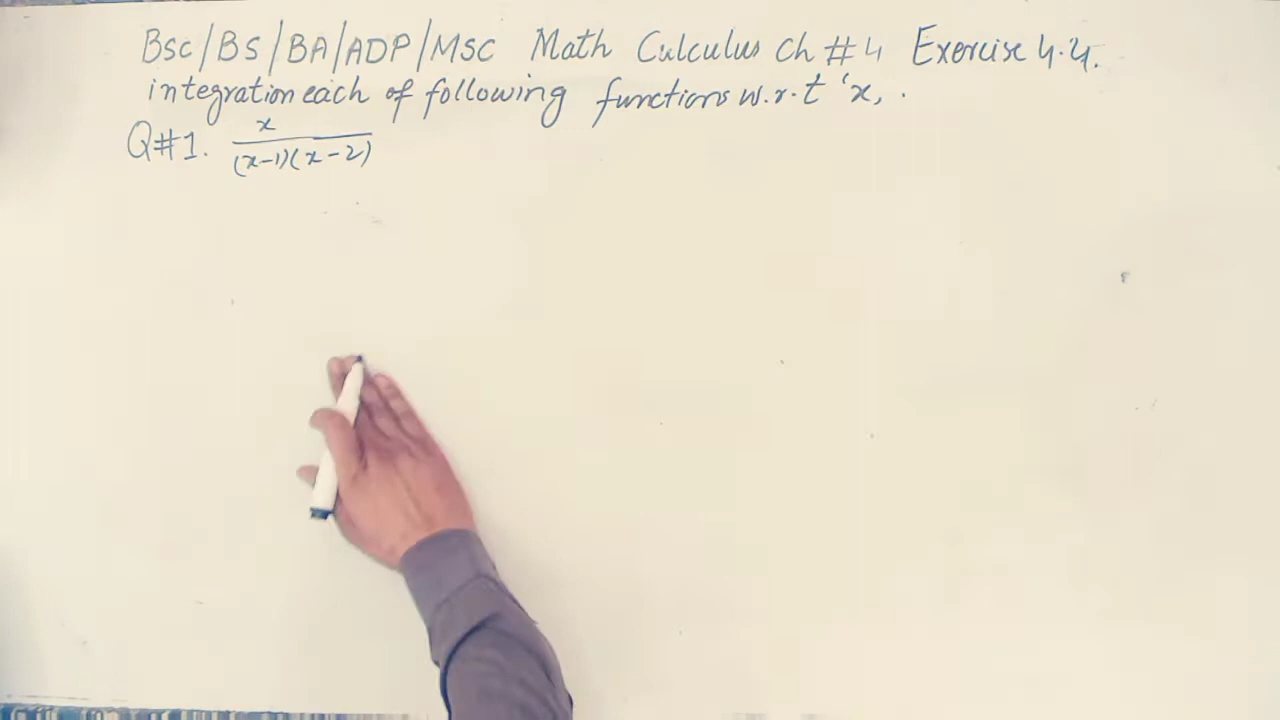 BSC/BS/BA/ADP/MSC Math Calculus Ch #4 Exercise 4.4.
integration each of following functions w.r.t 'x, .
Q#1. x/((x-1)(x-2))